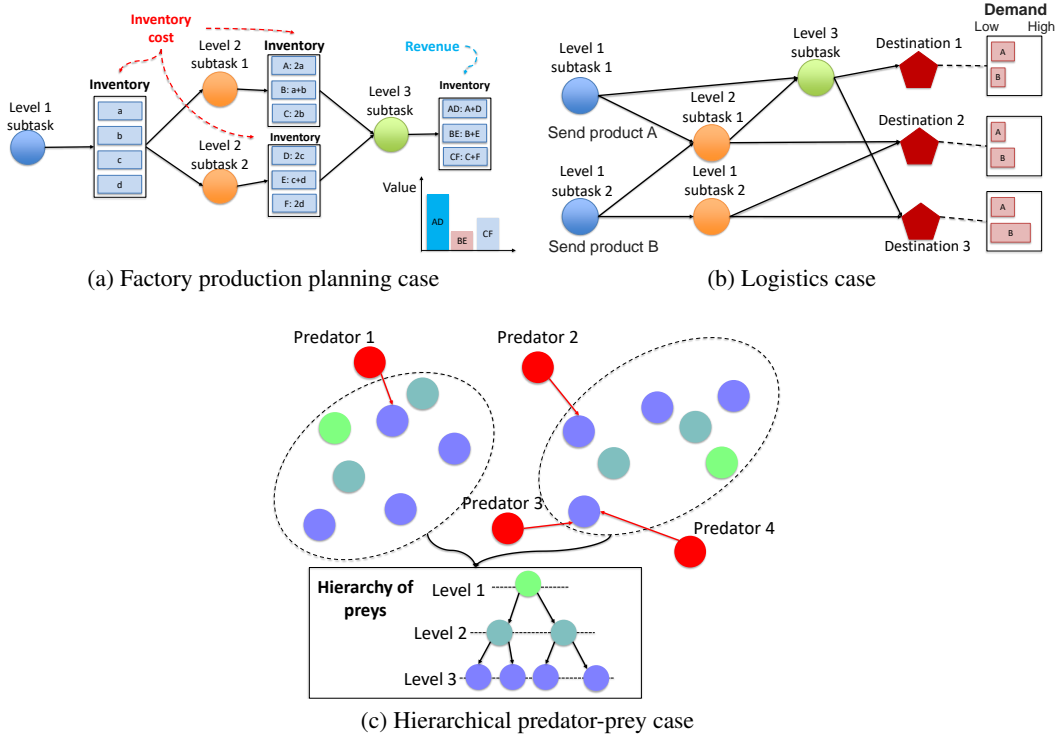 Inventory
cost
Level 1
subtask
Inventory
a
b
c
d
Level 2
subtask 1
Level 2
subtask 2
Inventory
A: 2a
B: a+b
C: 2b
Inventory
D: 2c
E: c+d
F: 2d
Level 3
subtask
Revenue
Inventory
AD: A+D
BE: B+E
CF: C+F
Value
AD
BE
CF
(a) Factory production planning case
Level 1
subtask 1
Send product A
Level 1
subtask 2
Send product B
Level 2
subtask 1
Level 1
subtask 2
Level 3
subtask
Destination 1
Destination 2
Destination 3
Demand
Low High
A
B
A
B
A
B
(b) Logistics case
Predator 1
Predator 2
Predator 3
Predator 4
Hierarchy of
preys
Level 1
Level 2
Level 3
(c) Hierarchical predator-prey case